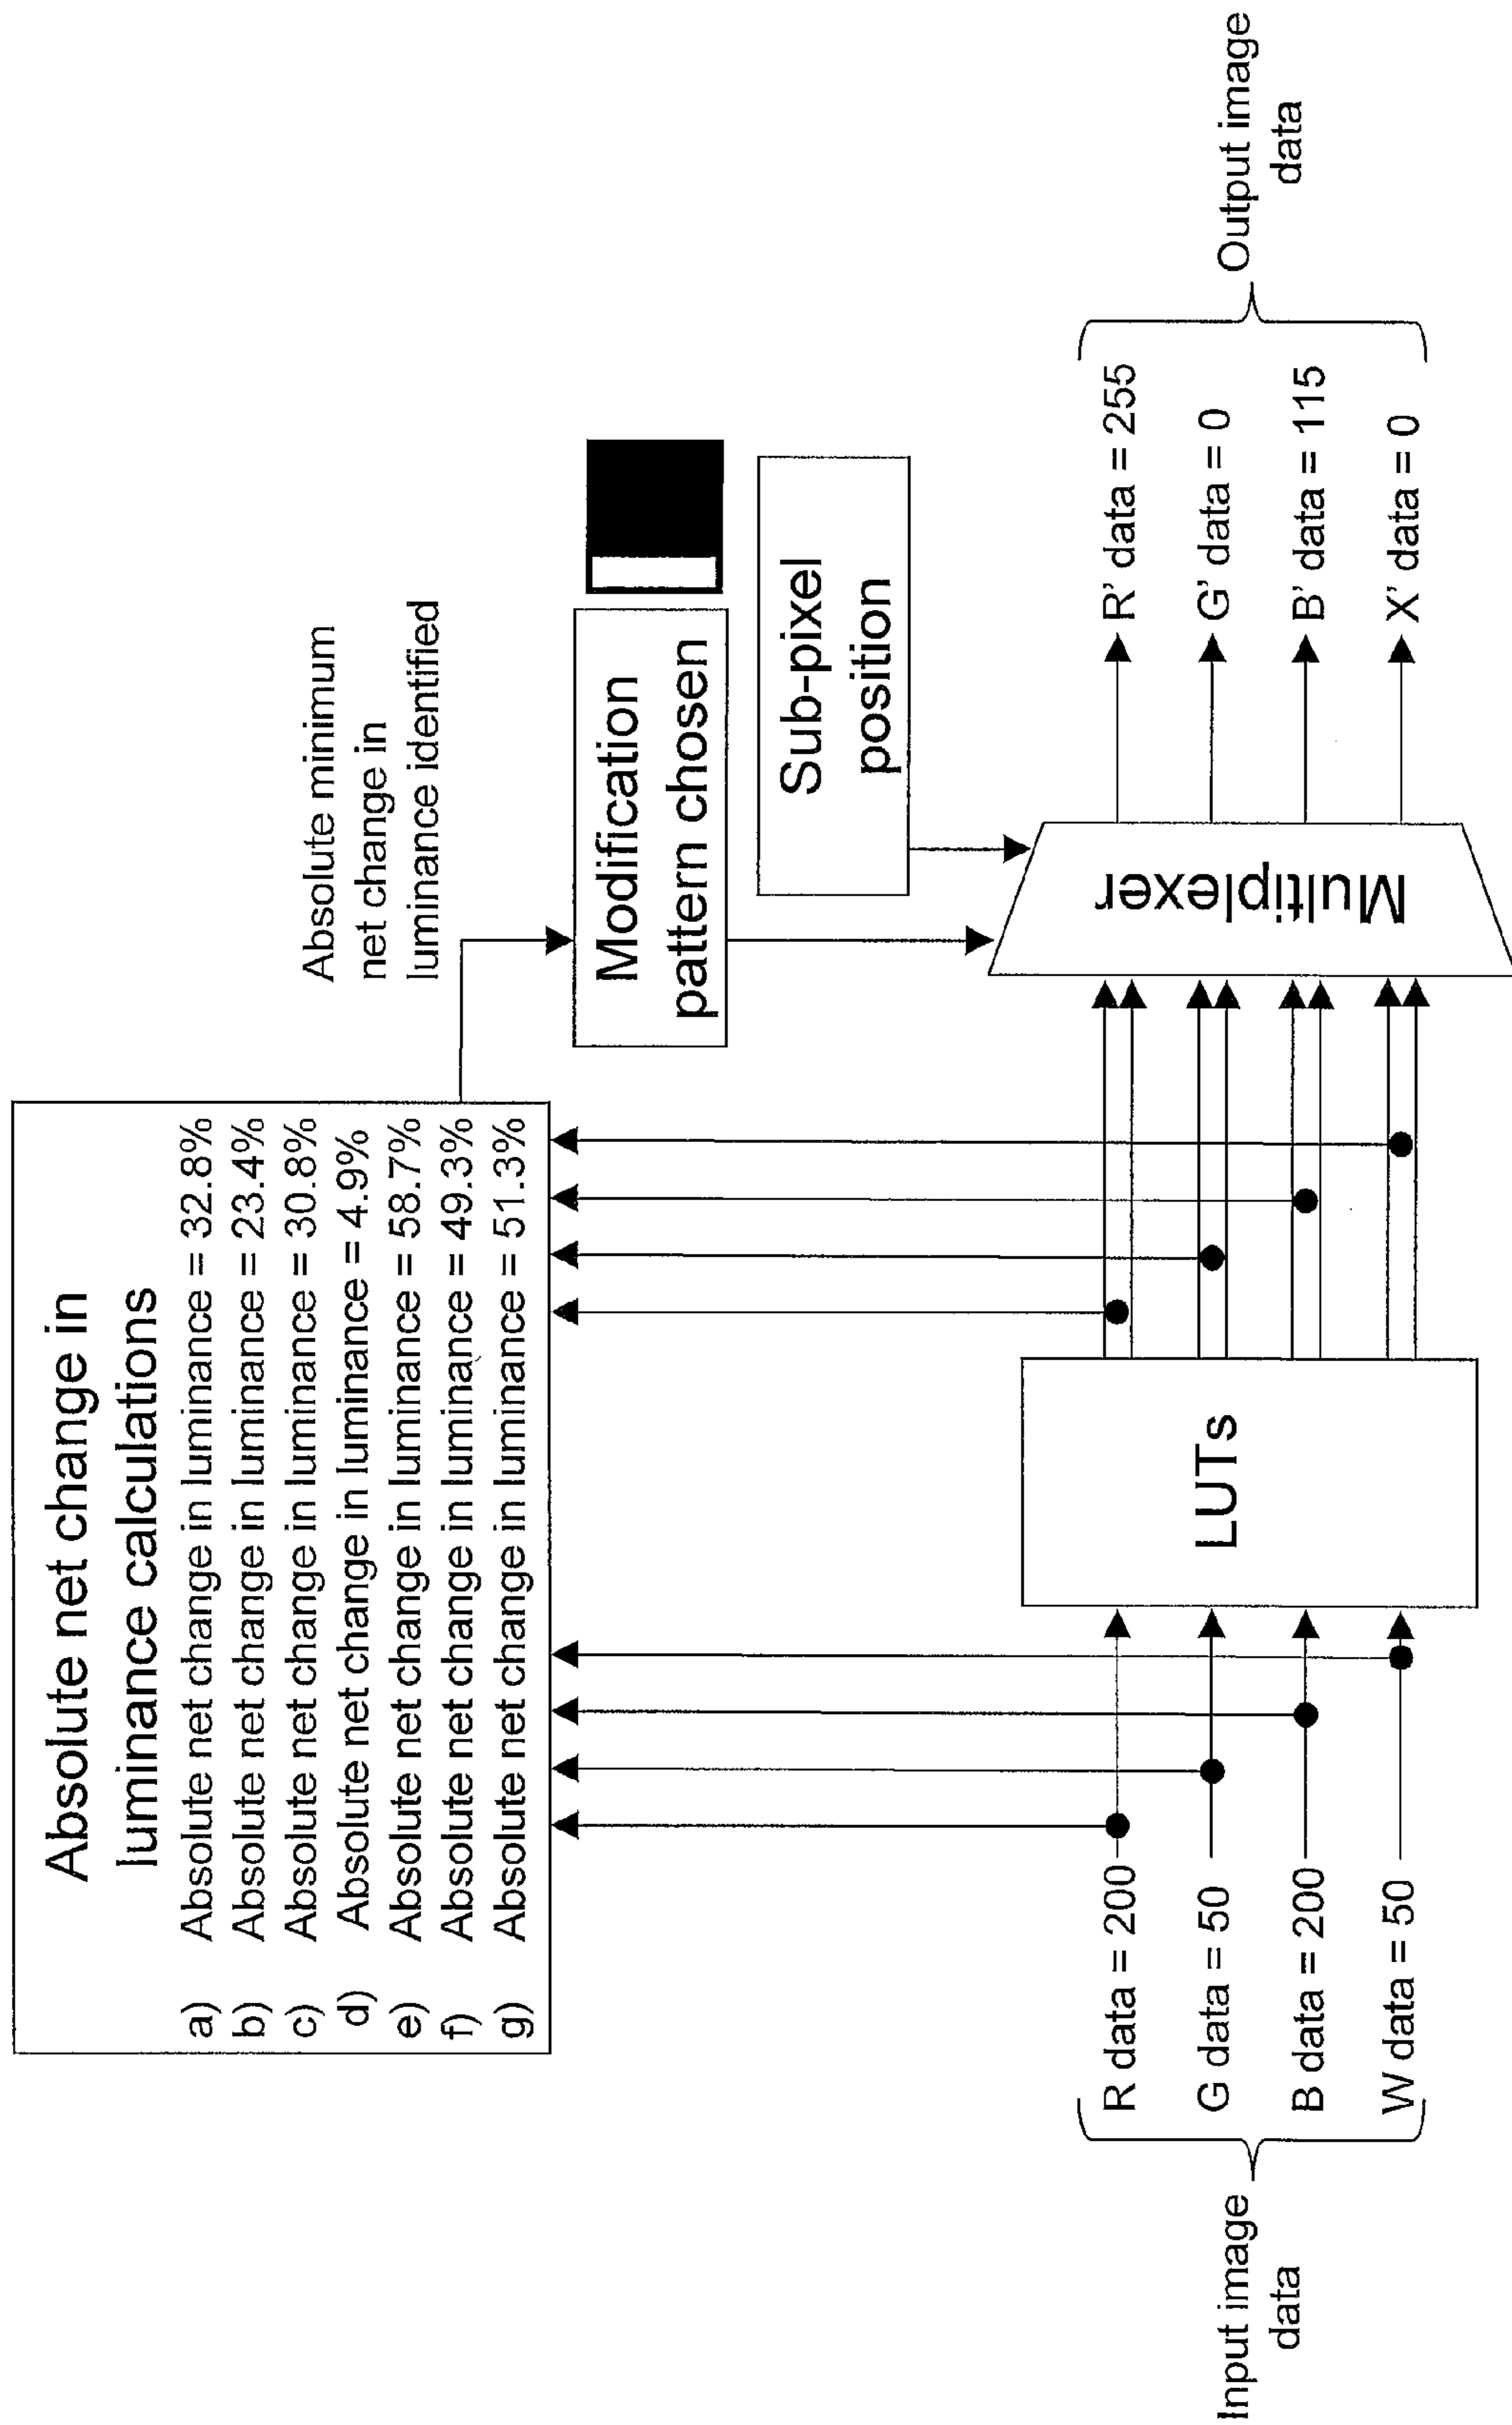 Absolute net change in
luminance calculations
a) Absolute net change in luminance = 32.8%
b) Absolute net change in luminance = 23.4%
c) Absolute net change in luminance = 30.8%
d) Absolute net change in luminance = 4.9%
e) Absolute net change in luminance = 58.7%
f) Absolute net change in luminance = 49.3%
g) Absolute net change in luminance = 51.3%
Absolute minimum
net change in
luminance identified
Modification
pattern chosen
Sub-pixel
position
Input image
data
R data = 200
G data = 50
B data = 200
W data = 50
LUTs
Multiplexer
R' data = 255
G' data = 0
B' data = 115
X' data = 0
Output image
data